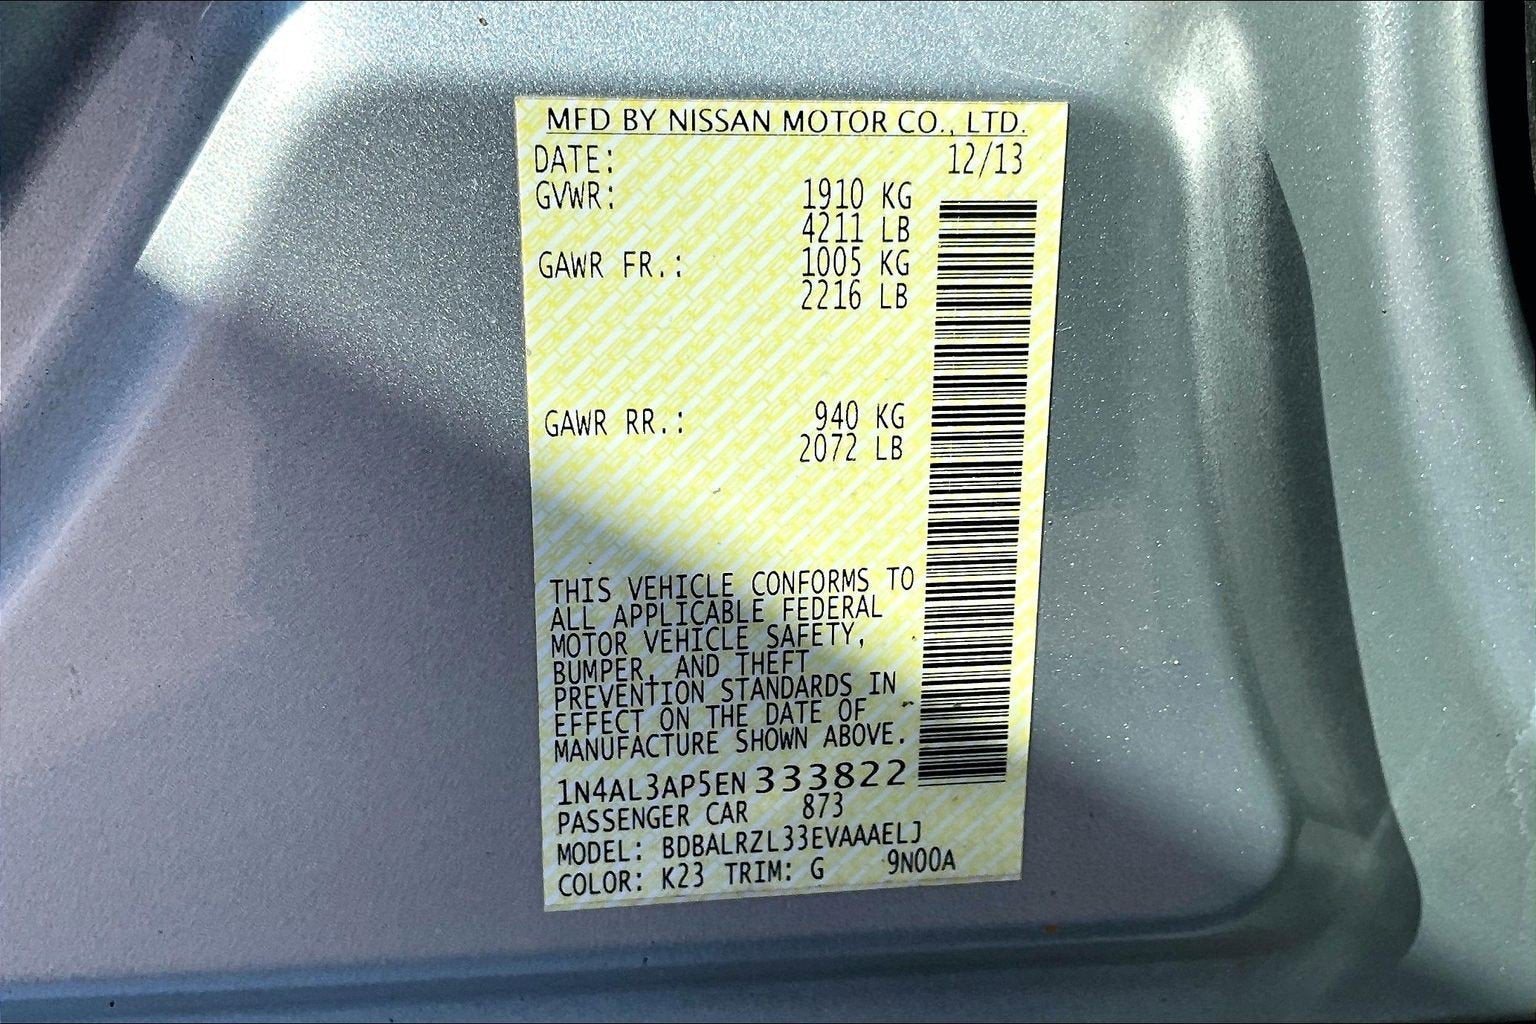 MFD BY NISSAN MOTOR CO., LTD.
DATE: 12/13
GVWR: 1910 KG
4211 LB
GAWR FR.: 1005 KG
2216 LB
GAWR RR.: 940 KG
2072 LB
THIS VEHICLE CONFORMS TO
ALL APPLICABLE FEDERAL
MOTOR VEHICLE SAFETY,
BUMPER, AND THEFT
PREVENTION STANDARDS IN
EFFECT ON THE DATE OF
MANUFACTURE SHOWN ABOVE.
1N4AL3AP5EN333822
PASSENGER CAR 873
MODEL: BDBALRZL33EVAAAELJ
COLOR: K23 TRIM: G 9N00A